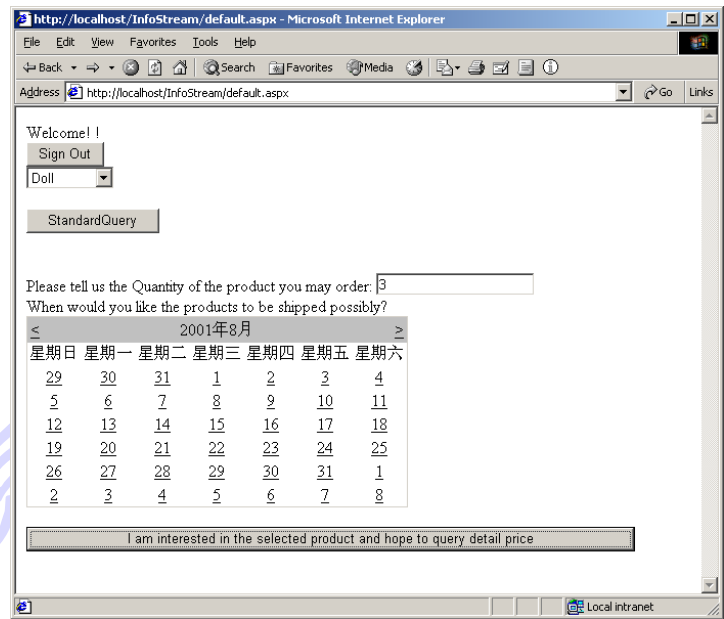 http://localhost/InfoStream/default.aspx - Microsoft Internet Explorer
File Edit View Favorites Tools Help
Back Search Favorites Media
Address http://localhost/InfoStream/default.aspx Go Links
Welcome! !
Sign Out
Doll
StandardQuery
Please tell us the Quantity of the product you may order: 3
When would you like the products to be shipped possibly?
< 2001年8月 >
星期日 星期一 星期二 星期三 星期四 星期五 星期六
29 30 31 1 2 3 4
5 6 7 8 9 10 11
12 13 14 15 16 17 18
19 20 21 22 23 24 25
26 27 28 29 30 31 1
2 3 4 5 6 7 8
I am interested in the selected product and hope to query detail price
Local intranet